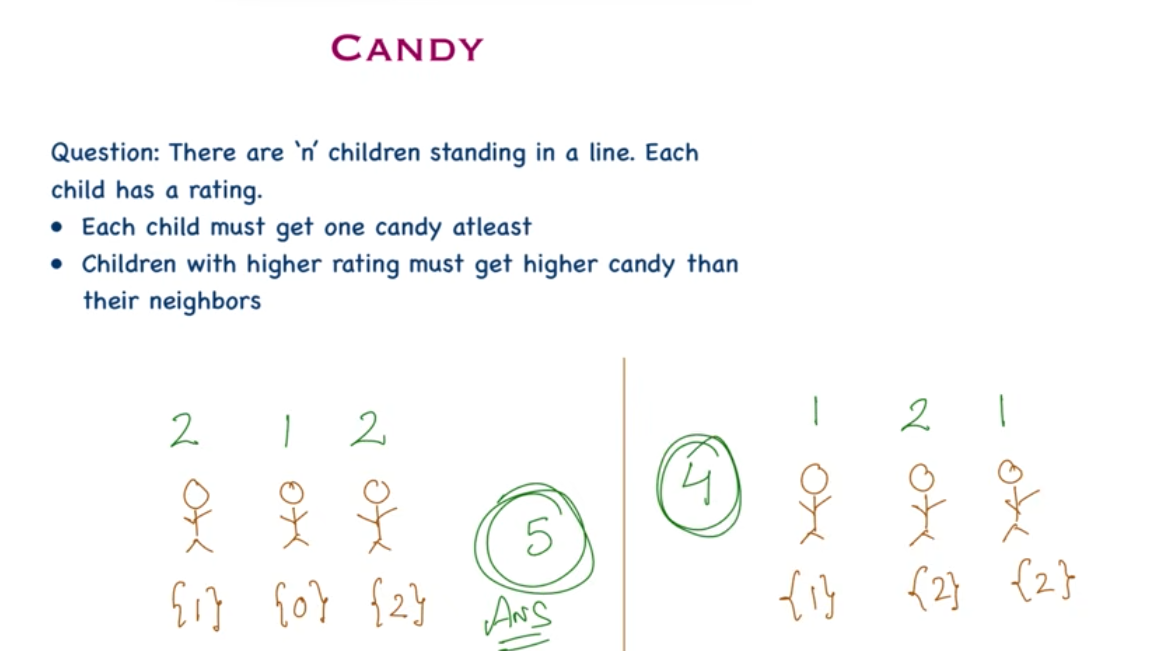 CANDY
Question: There are 'n' children standing in a line. Each
child has a rating.
• Each child must get one candy atleast
• Children with higher rating must get higher candy than
their neighbors
2 1 2
5
{1} {0} {2}
Ans
1 2 1
4
{1} {2} {2}